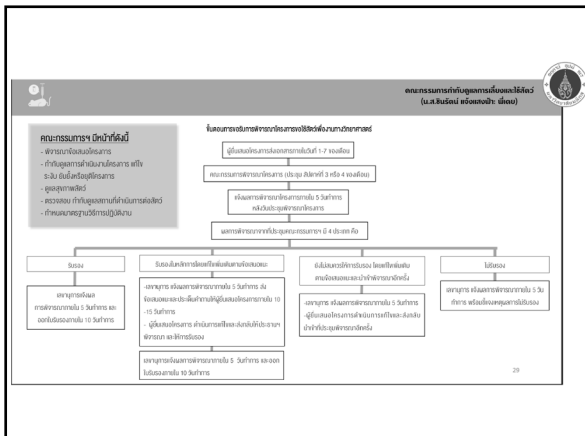 คณะกรรมการกำกับดูแลการเลี้ยงและใช้สัตว์
(น.ส.ชินรัตน์ แจ้งแสงฝ้า: นี่เตย)
คณะกรรมการฯ มีหน้าที่ดังนี้
- พิจารณาข้อเสนอโครงการ
- กำกับดูแลการดำเนินงานโครงการ แก้ไข
ระงับ ยับยั้งหรือยุติโครงการ
- ดูแลสุขภาพสัตว์
- ตรวจสอบ กำกับดูแลสถานที่ดำเนินการต่อสัตว์
- กำหนดมาตรฐานวิธีการปฏิบัติงาน
ขั้นตอนการขอรับการพิจารณาโครงการขอใช้สัตว์เพื่องานทางวิทยาศาสตร์
ผู้ยื่นเสนอโครงการส่งเอกสารภายในวันที่ 1-7 ของเดือน
คณะกรรมการพิจารณาโครงการ (ประชุม สัปดาห์ที่ 3 หรือ 4 ของเดือน)
แจ้งผลการพิจารณาโครงการภายใน 5 วันทำการ
หลังวันประชุมพิจารณาโครงการ
ผลการพิจารณาจากที่ประชุมคณะกรรมการฯ มี 4 ประเภท คือ
รับรอง
เลขานุการแจ้งผล
การพิจารณาภายใน 5 วันทำการ และ
ออกใบรับรองภายใน 10 วันทำการ
รับรองในหลักการโดยแก้ไขเพิ่มเติมตามข้อเสนอแนะ
-เลขานุการ แจ้งผลการพิจารณาภายใน 5 วันทำการ ส่ง
ข้อเสนอแนะและประเด็นคำถามให้ผู้ยื่นเสนอโครงการภายใน 10
-15 วันทำการ
- ผู้ยื่นเสนอโครงการ ดำเนินการแก้ไขและส่งกลับให้ประธานฯ
พิจารณา และให้การรับรอง
เลขานุการแจ้งผลการพิจารณาภายใน 5 วันทำการ และออก
ใบรับรองภายใน 10 วันทำการ
ยังไม่สมควรให้การรับรอง โดยแก้ไขเพิ่มเติม
ตามข้อเสนอแนะและนำเข้าพิจารณาอีกครั้ง
-เลขานุการ แจ้งผลการพิจารณาภายใน 5 วันทำการ
-ผู้ยื่นเสนอโครงการดำเนินการแก้ไขและส่งกลับ
นำเข้าที่ประชุมพิจารณาอีกครั้ง
ไม่รับรอง
เลขานุการ แจ้งผลการพิจารณาภายใน 5 วัน
ทำการ พร้อมชี้แจงเหตุผลการไม่รับรอง
29